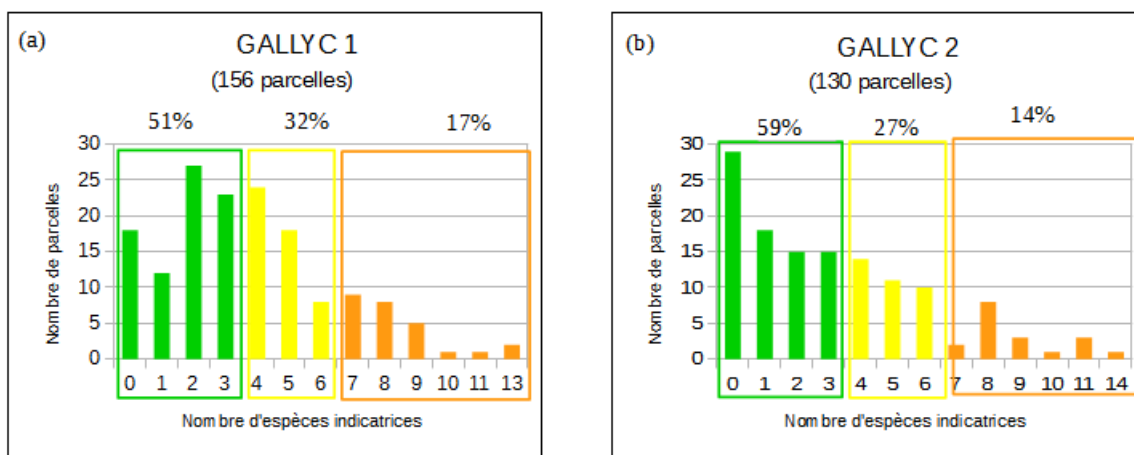 (a)
GALLYC 1
(156 parcelles)
51% 32% 17%
30
25
20
15
10
5
0
Nombre de parcelles
0 1 2 3 4 5 6 7 8 9 10 11 13
Nombre d'espèces indicatrices
(b)
GALLYC 2
(130 parcelles)
59% 27% 14%
30
25
20
15
10
5
0
Nombre de parcelles
0 1 2 3 4 5 6 7 8 9 10 11 14
Nombre d'espèces indicatrices